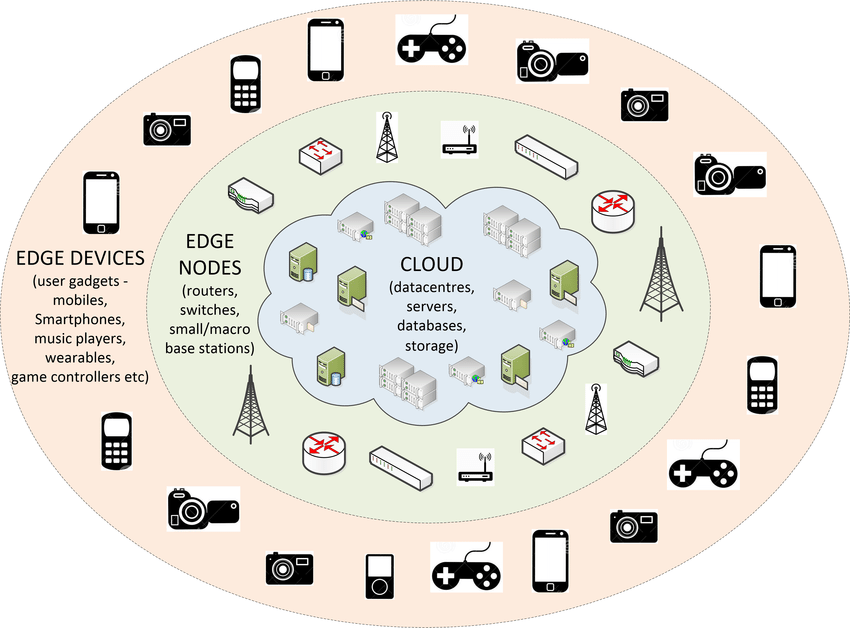 EDGE DEVICES
(user gadgets -
mobiles,
Smartphones,
music players,
wearables,
game controllers etc)
EDGE
NODES
(routers,
switches,
small/macro
base stations)
CLOUD
(datacentres,
servers,
databases,
storage)